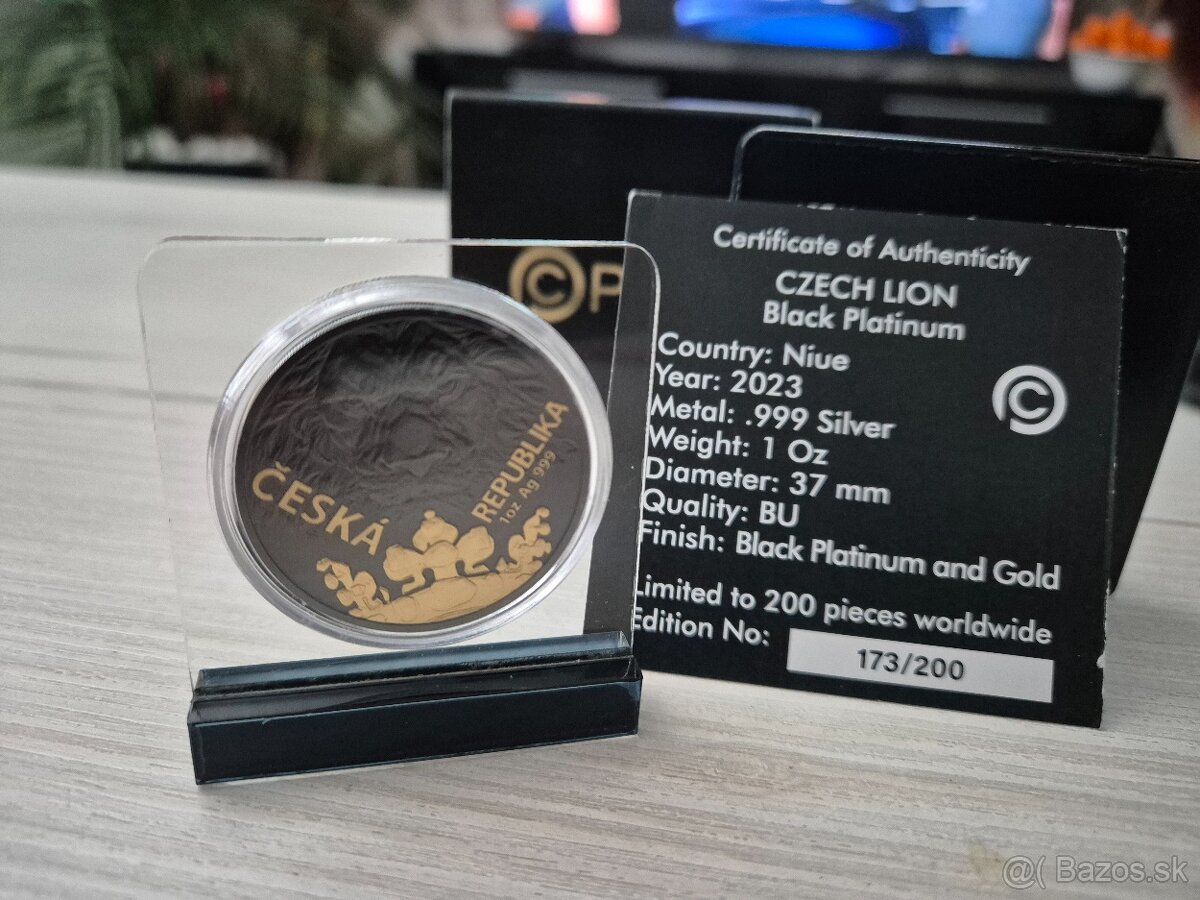 Certificate of Authenticity
CZECH LION
Black Platinum
Country: Niue
Year: 2023
Metal: .999 Silver
Weight: 1 Oz
Diameter: 37 mm
Quality: BU
Finish: Black Platinum and Gold
Limited to 200 pieces worldwide
Edition No:
173/200
ČESKÁ
REPUBLIKA
1oz Ag 999
©P
@( Bazos.sk